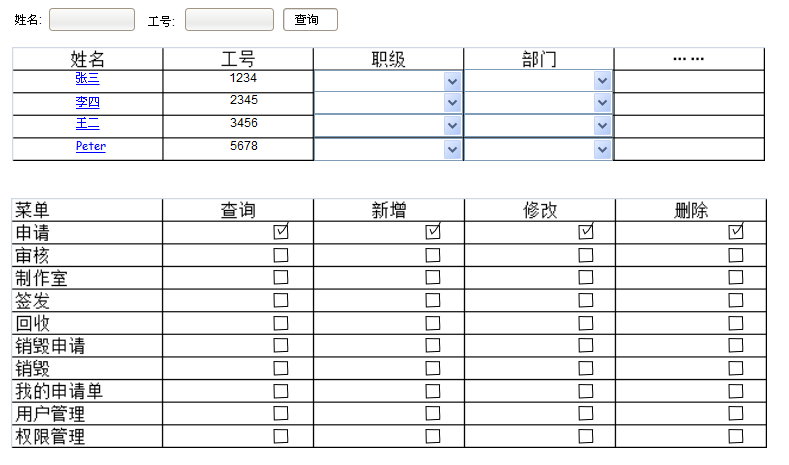 姓名: 工号: 查询
姓名 工号 职级 部门 ... ...
张三 1234
李四 2345
王二 3456
Peter 5678
菜单 查询 新增 修改 删除
申请
审核
制作室
签发
回收
销毁申请
销毁
我的申请单
用户管理
权限管理